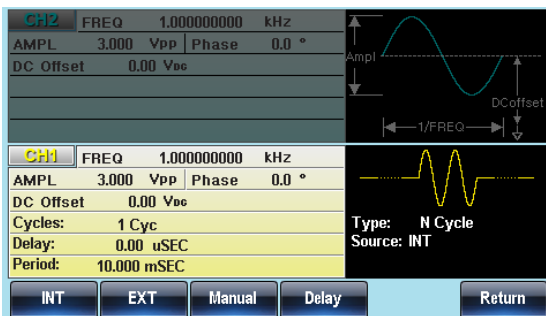 CH2 FREQ 1.000000000 kHz
AMPL 3.000 Vpp Phase 0.0 °
DC Offset 0.00 VDC
Ampl
DCoffset
1/FREQ
CH1 FREQ 1.000000000 kHz
AMPL 3.000 Vpp Phase 0.0 °
DC Offset 0.00 VDC
Cycles: 1 Cyc
Delay: 0.00 uSEC
Period: 10.000 mSEC
Type: N Cycle
Source: INT
INT EXT Manual Delay Return